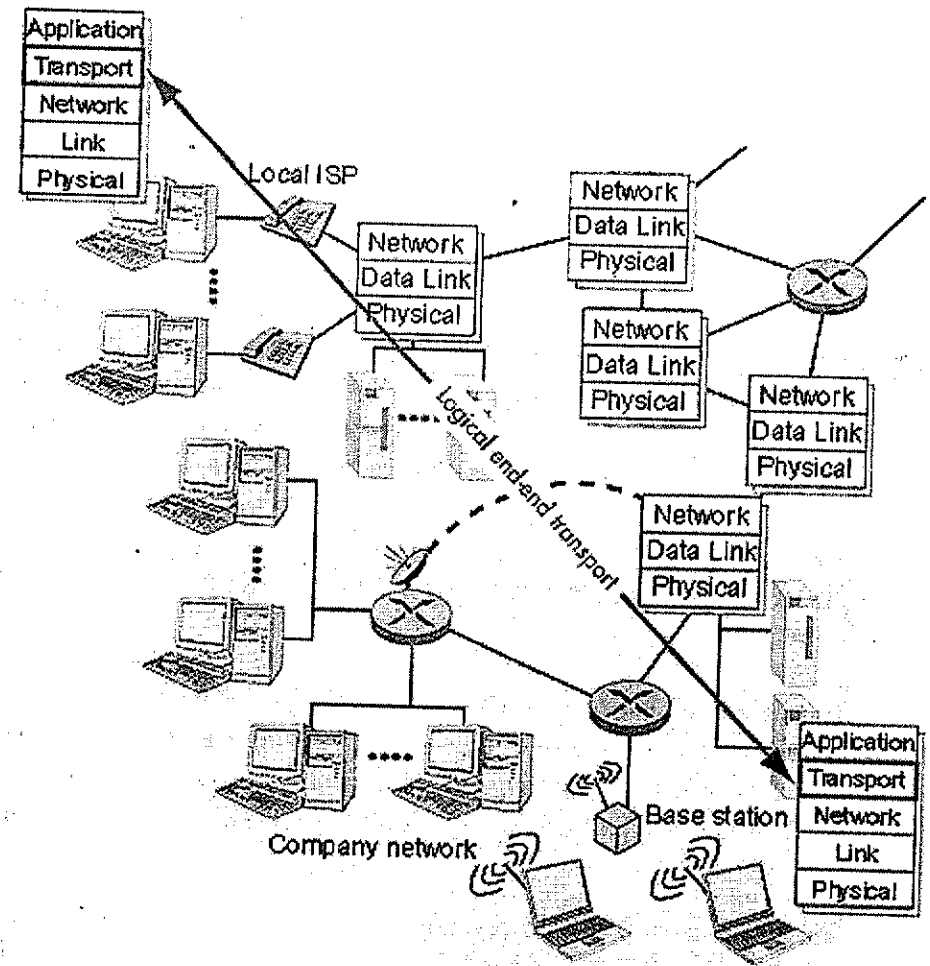 Application
Transport
Network
Link
Physical
Local ISP
Network
Data Link
Physical
Network
Data Link
Physical
Network
Data Link
Physical
Network
Data Link
Physical
Logical end-end transport
Network
Data Link
Physical
Application
Transport
Network
Link
Physical
Base station
Company network